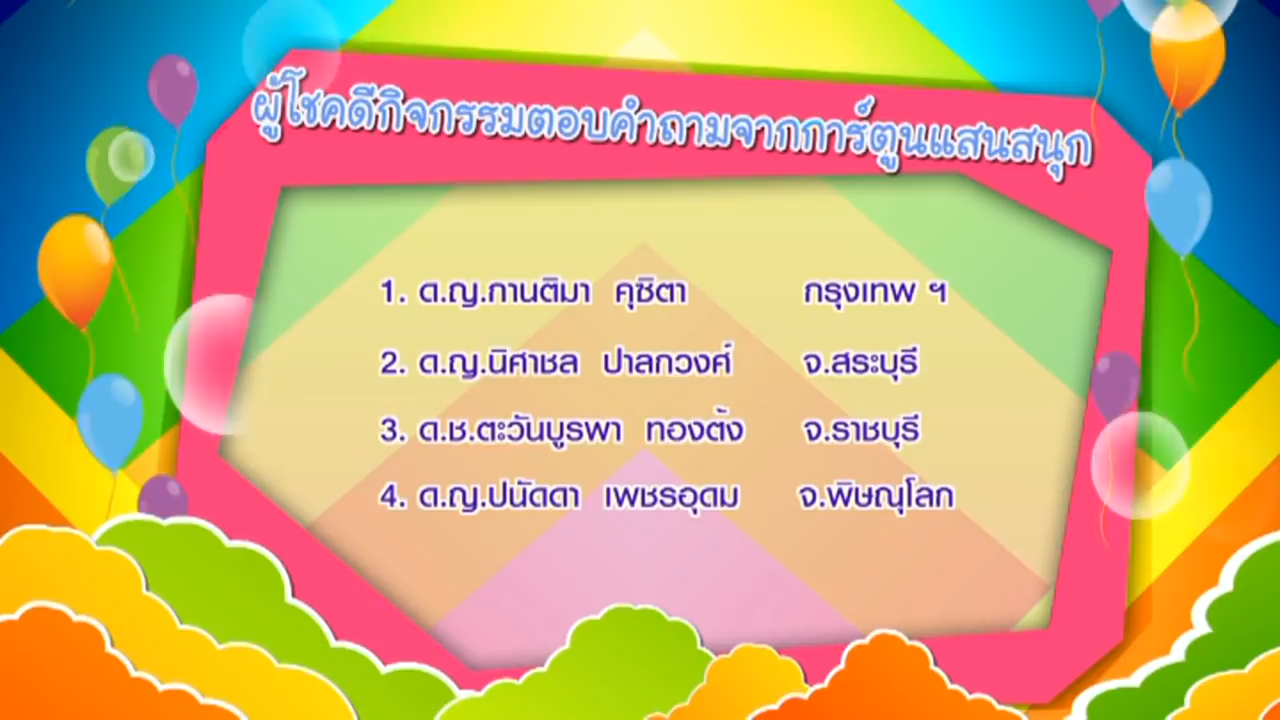 ผู้โชคดีกิจกรรมตอบคำถามจากการ์ตูนแสนสนุก
1. ด.ญ.กานติมา คุชิตา กรุงเทพ ฯ
2. ด.ญ.นิศาชล ปาลกวงศ์ จ.สระบุรี
3. ด.ช.ตะวันบูรพา ทองตั้ง จ.ราชบุรี
4. ด.ญ.ปนัดดา เพชรอุดม จ.พิษณุโลก